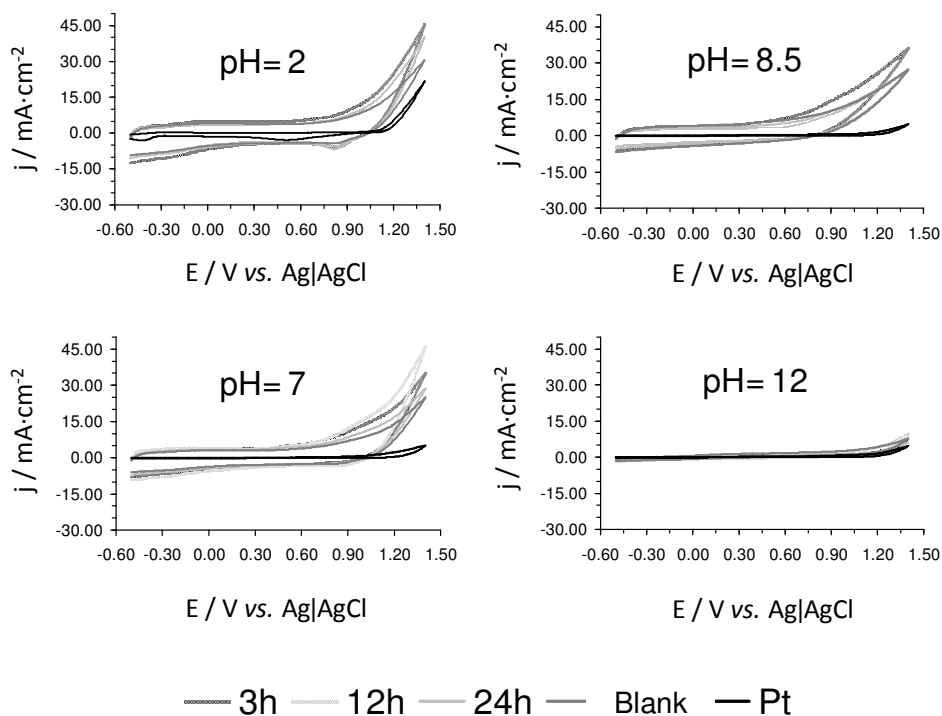 45.00
30.00
15.00
0.00
-15.00
-30.00
j / mA·cm-2
pH= 2
-0.60 -0.30 0.00 0.30 0.60 0.90 1.20 1.50
E / V vs. Ag|AgCl
45.00
30.00
15.00
0.00
-15.00
-30.00
j / mA·cm-2
pH= 8.5
-0.60 -0.30 0.00 0.30 0.60 0.90 1.20 1.50
E / V vs. Ag|AgCl
45.00
30.00
15.00
0.00
-15.00
-30.00
j / mA·cm-2
pH= 7
-0.60 -0.30 0.00 0.30 0.60 0.90 1.20 1.50
E / V vs. Ag|AgCl
45.00
30.00
15.00
0.00
-15.00
-30.00
j / mA·cm-2
pH= 12
-0.60 -0.30 0.00 0.30 0.60 0.90 1.20 1.50
E / V vs. Ag|AgCl
3h 12h 24h Blank Pt